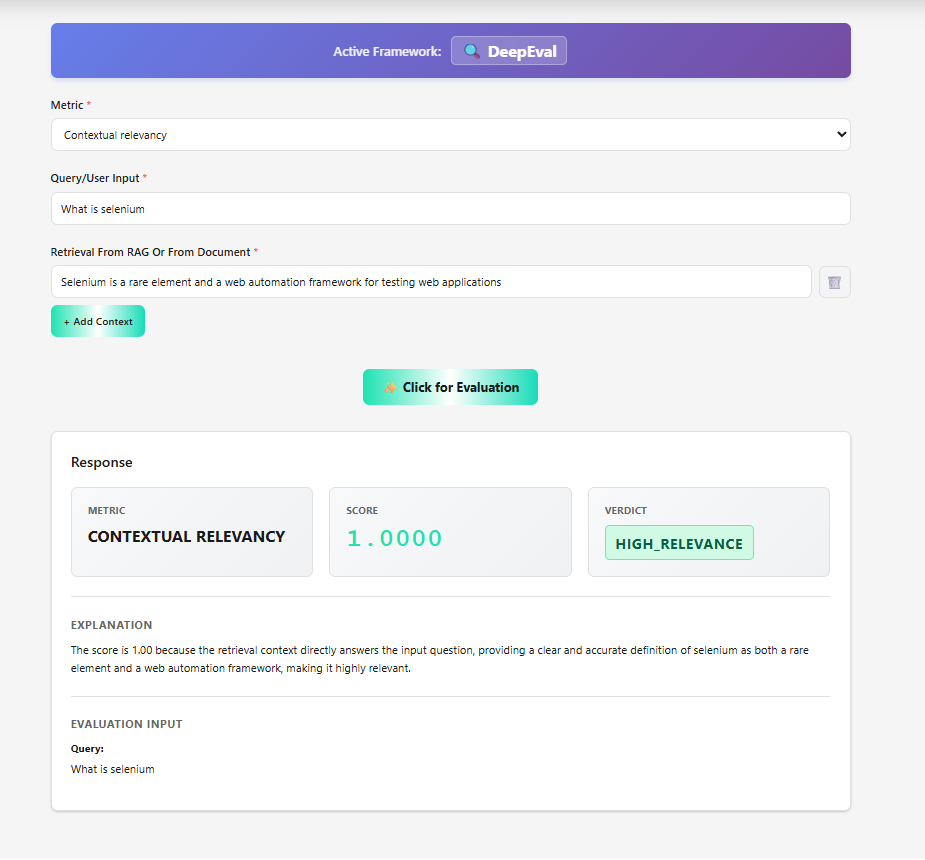 Active Framework: DeepEval
Metric *
Contextual relevancy
Query/User Input *
What is selenium
Retrieval From RAG Or From Document *
Selenium is a rare element and a web automation framework for testing web applications
+ Add Context
Click for Evaluation
Response
METRIC
CONTEXTUAL RELEVANCY
SCORE
1.0000
VERDICT
HIGH_RELEVANCE
EXPLANATION
The score is 1.00 because the retrieval context directly answers the input question, providing a clear and accurate definition of selenium as both a rare
element and a web automation framework, making it highly relevant.
EVALUATION INPUT
Query:
What is selenium